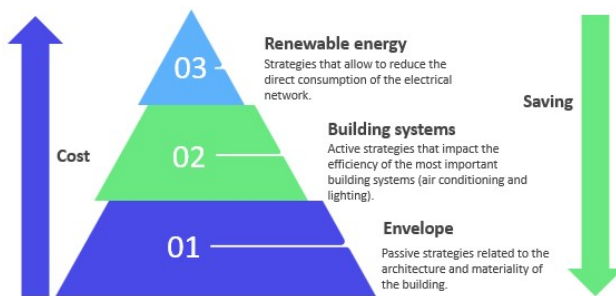 03
Renewable energy
Strategies that allow to reduce the
direct consumption of the electrical
network.
Saving
Cost
02
Building systems
Active strategies that impact the
efficiency of the most important
building systems (air conditioning and
lighting).
01
Envelope
Passive strategies related to the
architecture and materiality of
the building.